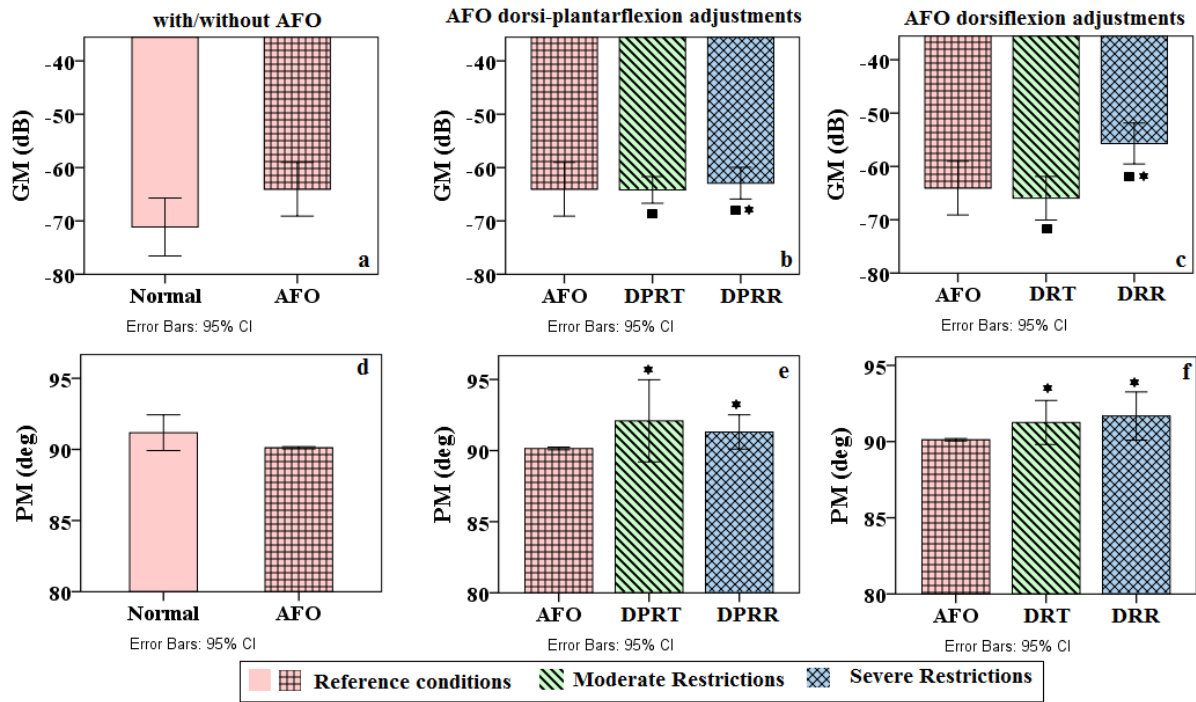 with/without AFO
AFO dorsi-plantarflexion adjustments
AFO dorsiflexion adjustments
GM (dB)
-40
-50
-60
-70
-80
a
Normal
AFO
Error Bars: 95% CI
GM (dB)
-40
-50
-60
-70
-80
■
■ *
b
AFO
DPRT
DPRR
Error Bars: 95% CI
GM (dB)
-40
-50
-60
-70
-80
■
■ *
c
AFO
DRT
DRR
Error Bars: 95% CI
PM (deg)
95
90
85
80
d
Normal
AFO
Error Bars: 95% CI
PM (deg)
95
90
85
80
*
*
e
AFO
DPRT
DPRR
Error Bars: 95% CI
PM (deg)
95
90
85
80
*
*
f
AFO
DRT
DRR
Error Bars: 95% CI
Reference conditions
Moderate Restrictions
Severe Restrictions